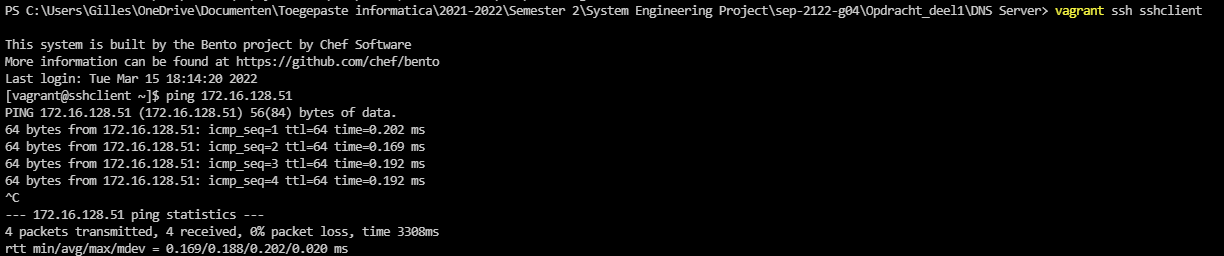 PS C:\Users\Gilles\OneDrive\Documenten\Toegepaste informatica\2021-2022\Semester 2\System Engineering Project\sep-2122-g04\Opdracht_deel1\DNS Server> vagrant ssh sshclient
This system is built by the Bento project by Chef Software
More information can be found at https://github.com/chef/bento
Last login: Tue Mar 15 18:14:20 2022
[vagrant@sshclient ~]$ ping 172.16.128.51
PING 172.16.128.51 (172.16.128.51) 56(84) bytes of data.
64 bytes from 172.16.128.51: icmp_seq=1 ttl=64 time=0.202 ms
64 bytes from 172.16.128.51: icmp_seq=2 ttl=64 time=0.169 ms
64 bytes from 172.16.128.51: icmp_seq=3 ttl=64 time=0.192 ms
64 bytes from 172.16.128.51: icmp_seq=4 ttl=64 time=0.192 ms
^C
--- 172.16.128.51 ping statistics ---
4 packets transmitted, 4 received, 0% packet loss, time 3308ms
rtt min/avg/max/mdev = 0.169/0.188/0.202/0.020 ms